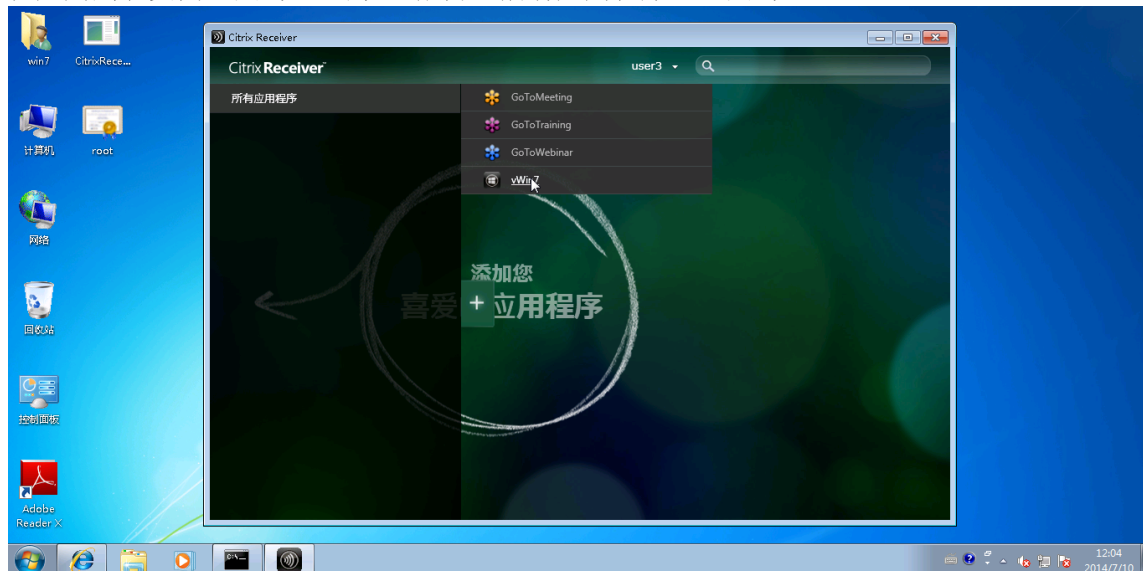 win7
CitrixRece...
计算机
root
网络
回收站
控制面板
Adobe
Reader X
Citrix Receiver
Citrix Receiver
user3
所有应用程序
GoToMeeting
GoToTraining
GoToWebinar
vWin7
添加您
喜爱
立用程序
12:04
2014/7/10